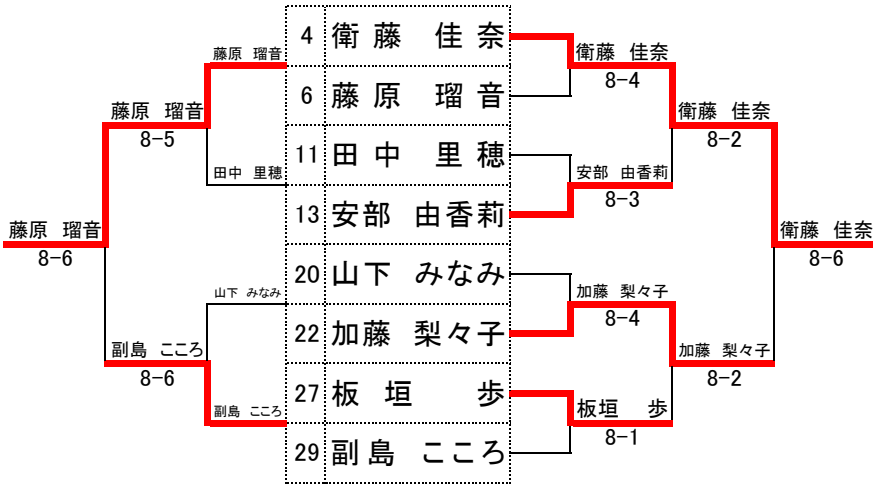 4 衛藤 佳奈
藤原 瑠音
衛藤 佳奈
8-4
6 藤原 瑠音
藤原 瑠音
8-5
衛藤 佳奈
8-2
11 田中 里穂
田中 里穂
安部 由香莉
8-3
13 安部 由香莉
藤原 瑠音
8-6
衛藤 佳奈
8-6
20 山下 みなみ
山下 みなみ
加藤 梨々子
8-4
22 加藤 梨々子
副島 こころ
8-6
加藤 梨々子
8-2
27 板垣 歩
副島 こころ
板垣 歩
8-1
29 副島 こころ